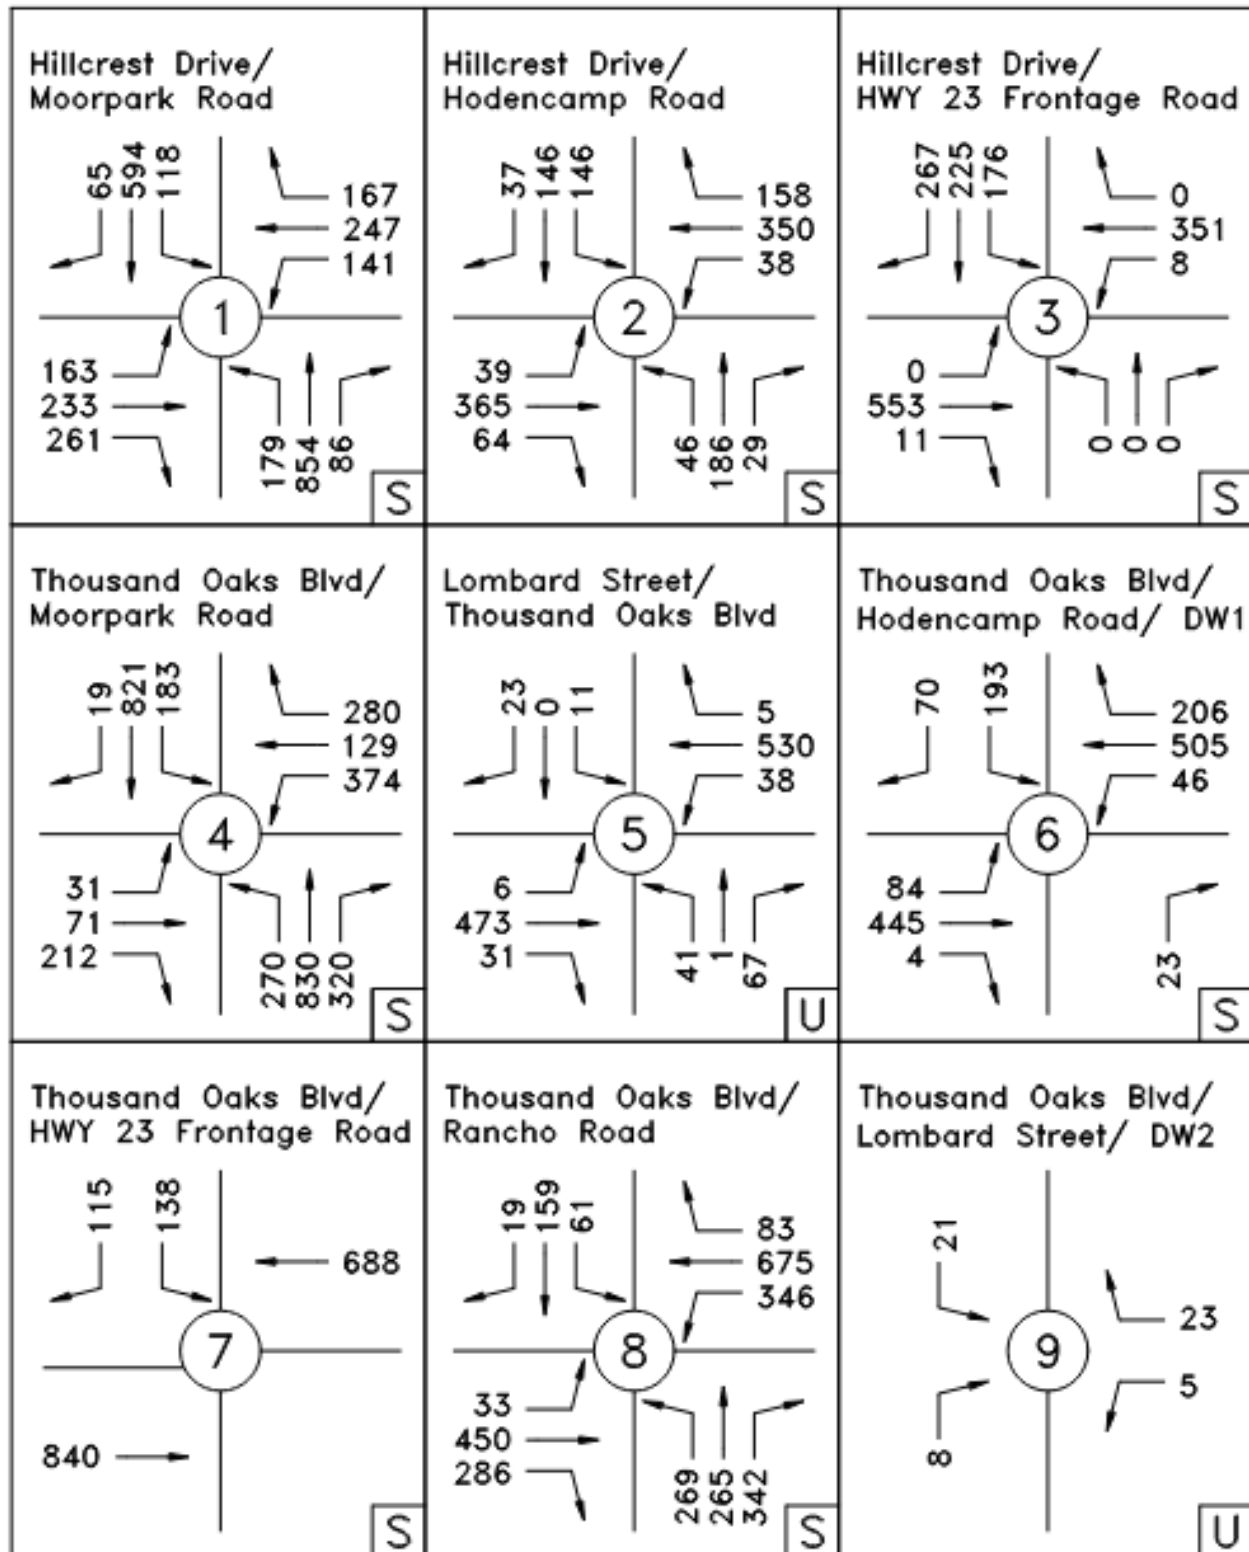 Hillcrest Drive/
Moorpark Road
65 594 118
167
247
141
1
163
233
261
179 854 86
S
Hillcrest Drive/
Hodencamp Road
37 146 146
158
350
38
2
39
365
64
46 186 29
S
Hillcrest Drive/
HWY 23 Frontage Road
267 225 176
0
351
8
3
0
553
11
0 0 0
S
Thousand Oaks Blvd/
Moorpark Road
19 821 183
280
129
374
4
31
71
212
270 830 320
S
Lombard Street/
Thousand Oaks Blvd
23 0 11
5
530
38
5
6
473
31
41 1 67
U
Thousand Oaks Blvd/
Hodencamp Road/ DW1
70 193
206
505
46
6
84
445
4
23
S
Thousand Oaks Blvd/
HWY 23 Frontage Road
115 138
688
7
840
S
Thousand Oaks Blvd/
Rancho Road
19 159 61
83
675
346
8
33
450
286
269 265 342
S
Thousand Oaks Blvd/
Lombard Street/ DW2
21
23
9
5
8
U